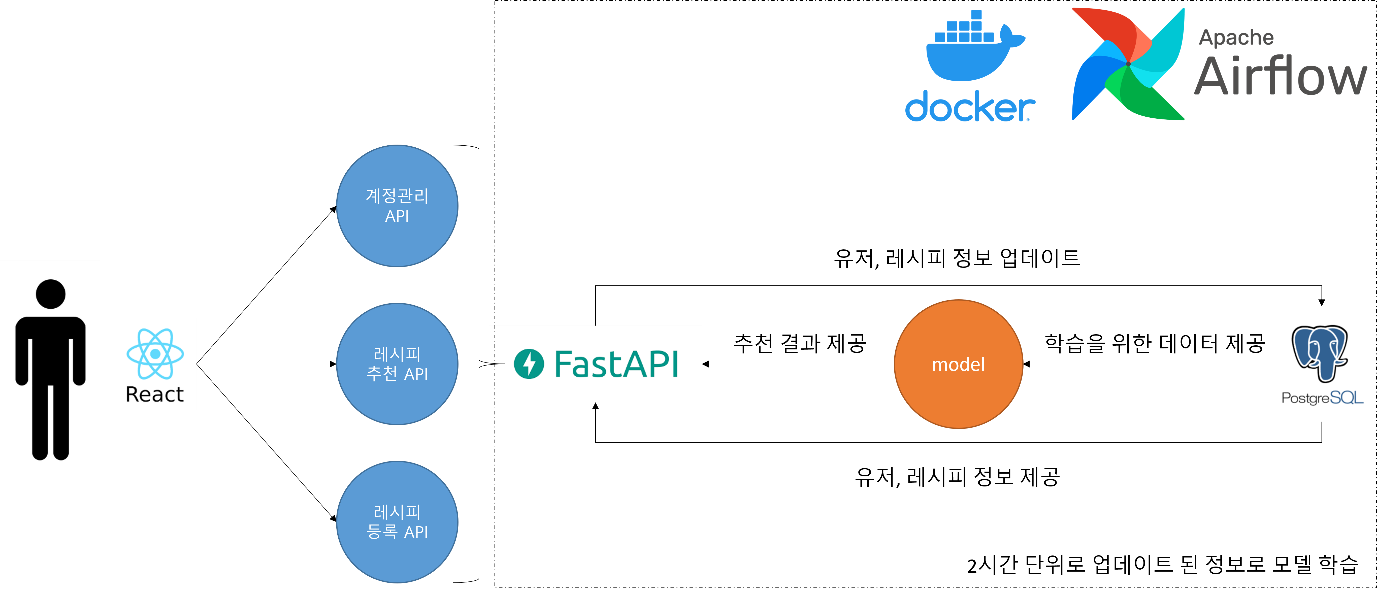 docker
Apache
Airflow
계정관리
API
유저, 레시피 정보 업데이트
React
레시피
추천 API
FastAPI
추천 결과 제공
model
학습을 위한 데이터 제공
PostgreSQL
유저, 레시피 정보 제공
레시피
등록 API
2시간 단위로 업데이트 된 정보로 모델 학습